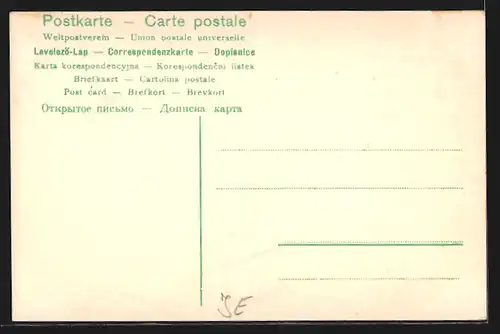 Postkarte — Carte postale
Weltpostverein — Union postale universelle
Levelező-Lap — Correspondenzkarte — Dopisnice
Karta korespondencyjna — Korespondenční lístek
Briefkaart — Cartolina postale
Post card — Brefkort — Brevkort
Открытое письмо — Дописна карта
JE